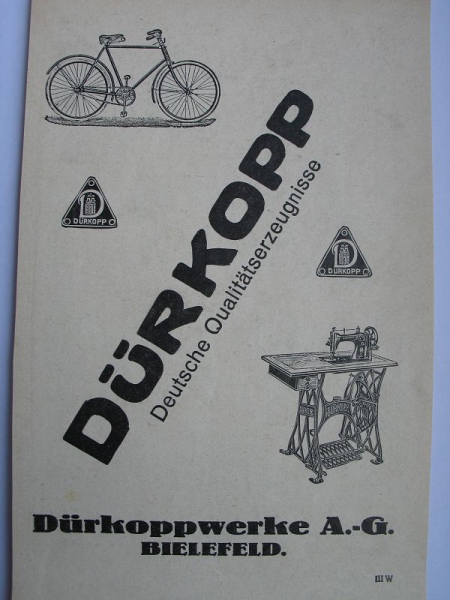 DÜRKOPP
DÜRKOPP
Deutsche Qualitätserzeugnisse
DÜRKOPP
Dürkoppwerke A.-G.
BIELEFELD.
III W